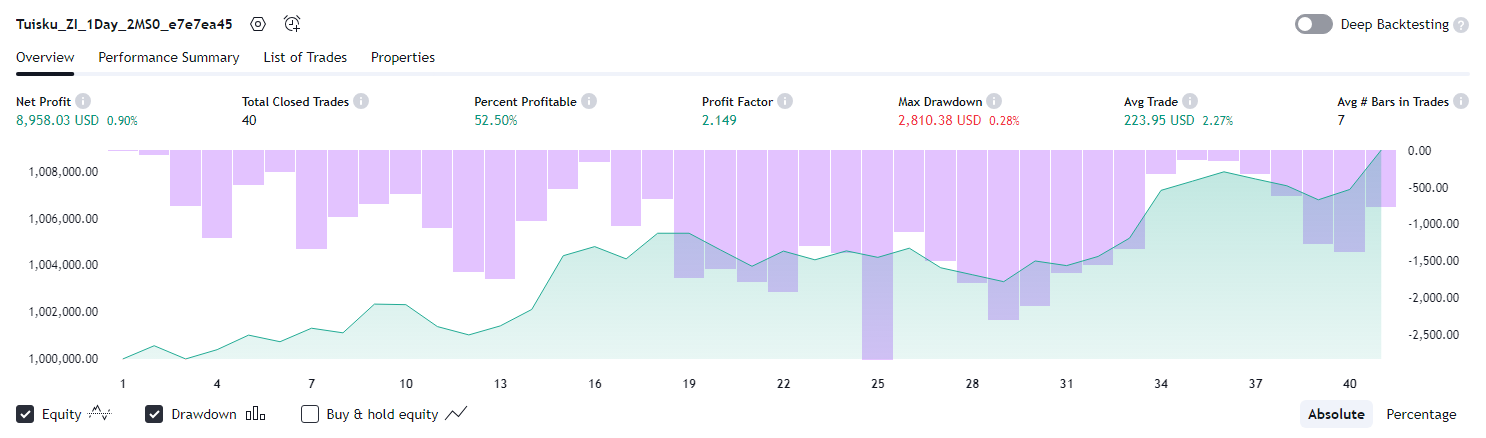 Tuisku_ZI_1Day_2MS0_e7e7ea45
Deep Backtesting
Overview Performance Summary List of Trades Properties
Net Profit Total Closed Trades Percent Profitable Profit Factor Max Drawdown Avg Trade Avg # Bars in Trades
8,958.03 USD 0.90% 40 52.50% 2.149 2,810.38 USD 0.28% 223.95 USD 2.27% 7
1,008,000.00
1,006,000.00
1,004,000.00
1,002,000.00
1,000,000.00
0.00
-500.00
-1,000.00
-1,500.00
-2,000.00
-2,500.00
1 4 7 10 13 16 19 22 25 28 31 34 37 40
Equity Drawdown Buy & hold equity Absolute Percentage